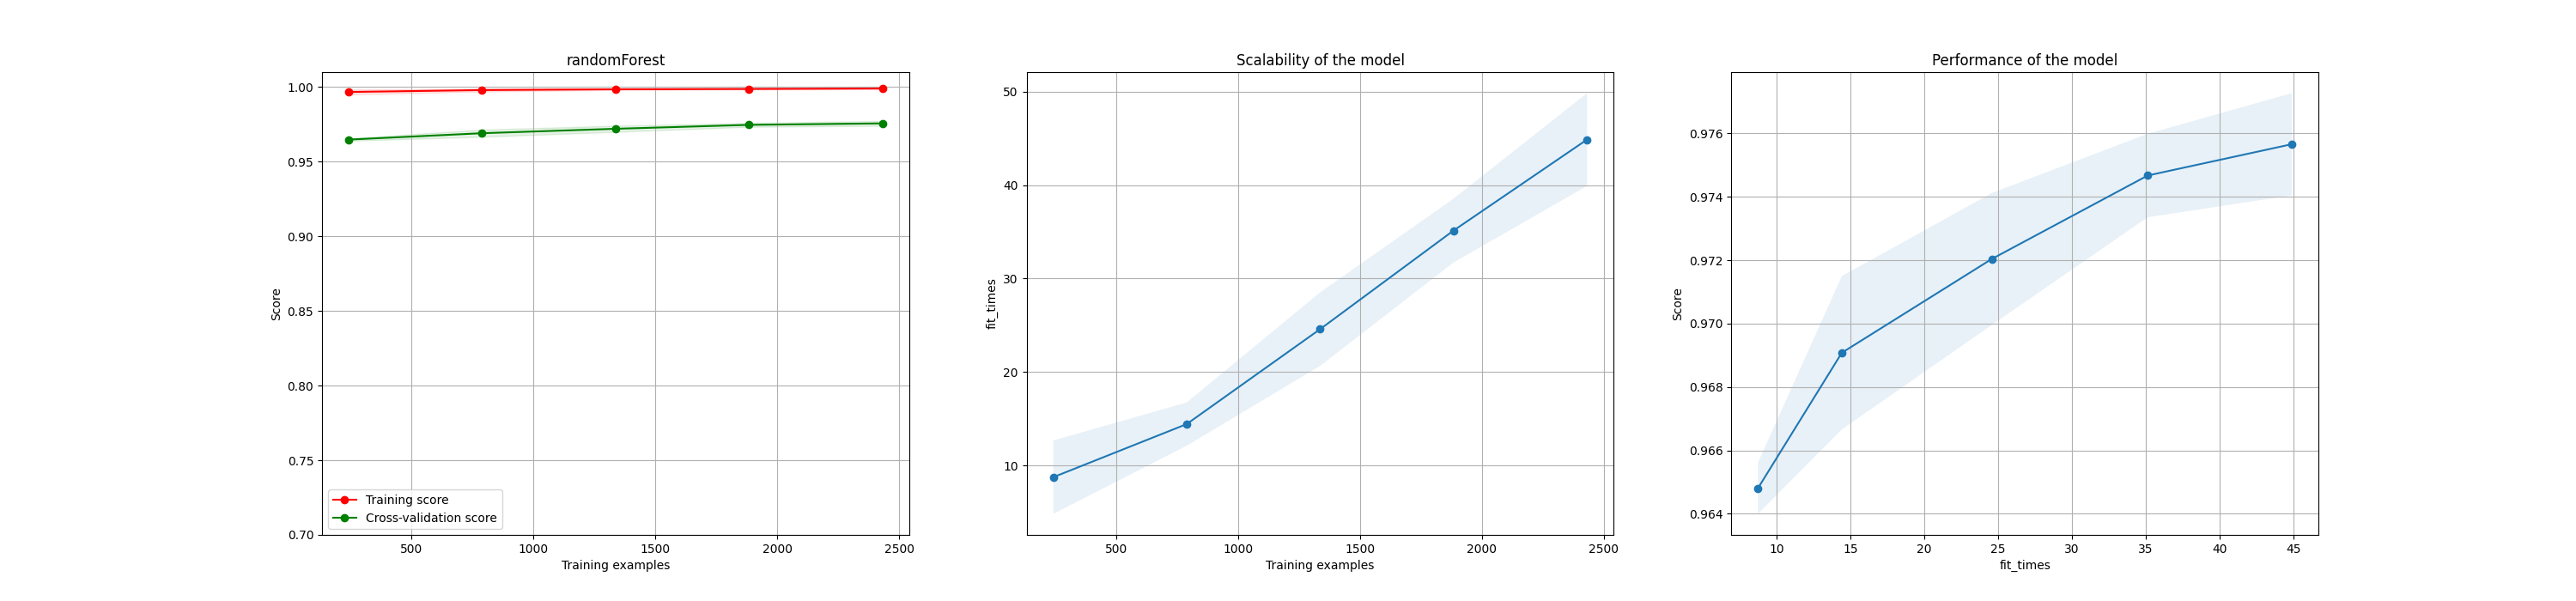 randomForest
1.00
0.95
0.90
0.85
0.80
0.75
0.70
Score
Training score
Cross-validation score
500 1000 1500 2000 2500
Training examples
Scalability of the model
50
40
30
20
10
fit_times
500 1000 1500 2000 2500
Training examples
Performance of the model
0.976
0.974
0.972
0.970
0.968
0.966
0.964
Score
10 15 20 25 30 35 40 45
fit_times